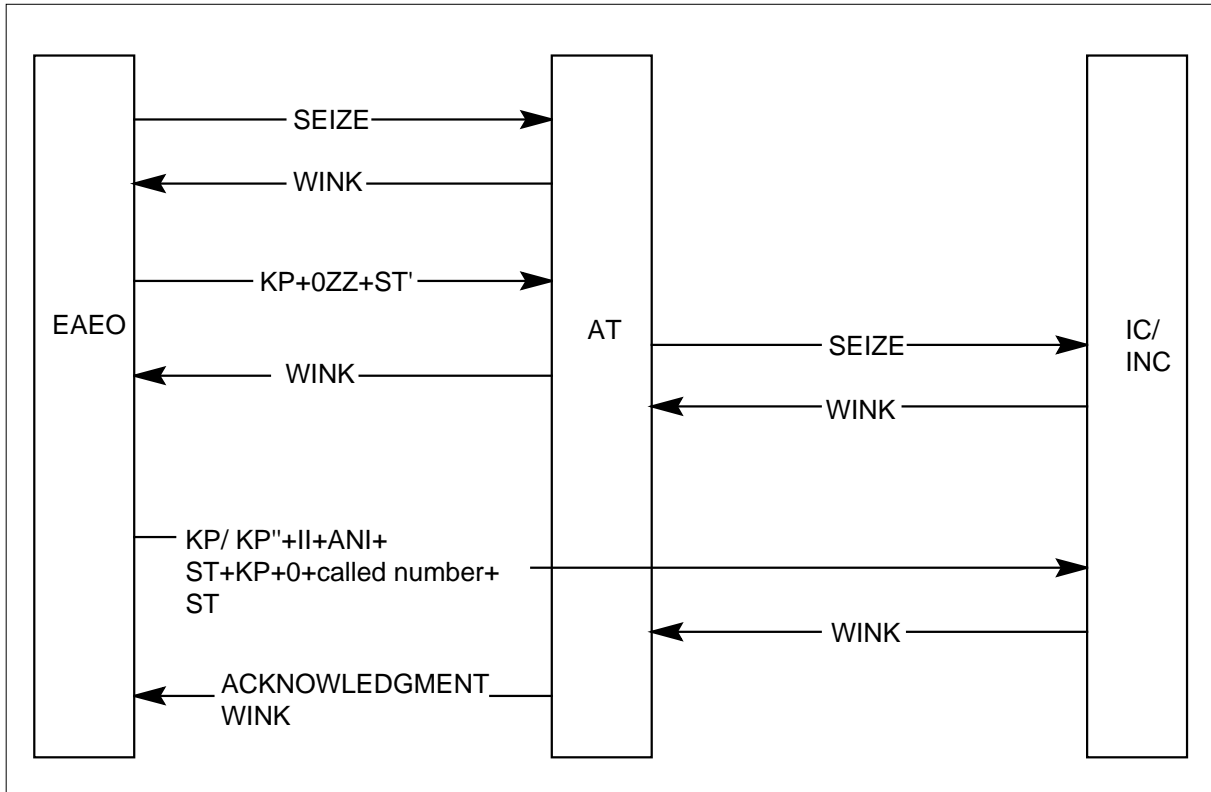 SEIZE
WINK
KP+0ZZ+ST'
EAEO
AT
IC/
INC
SEIZE
WINK
WINK
KP/ KP"+II+ANI+
ST+KP+0+called number+
ST
WINK
ACKNOWLEDGMENT
WINK